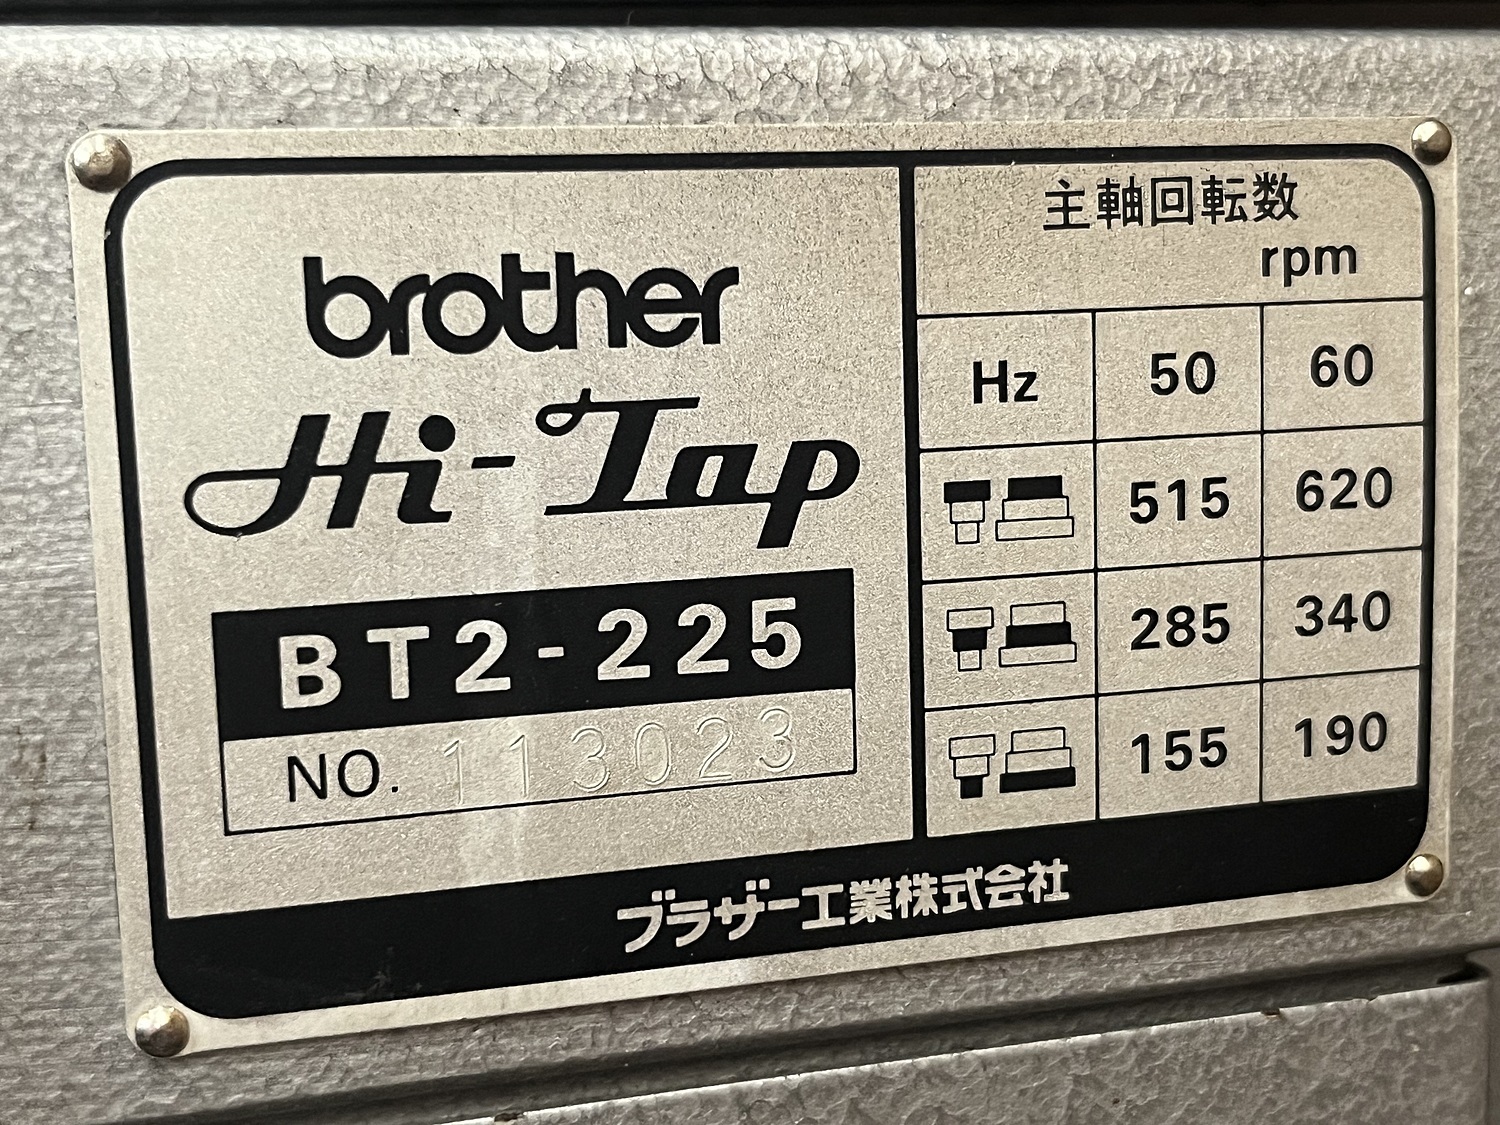 brother
Hi-Tap
BT2-225
NO. 113023
主軸回転数
rpm
Hz 50 60
515 620
285 340
155 190
ブラザー工業株式会社